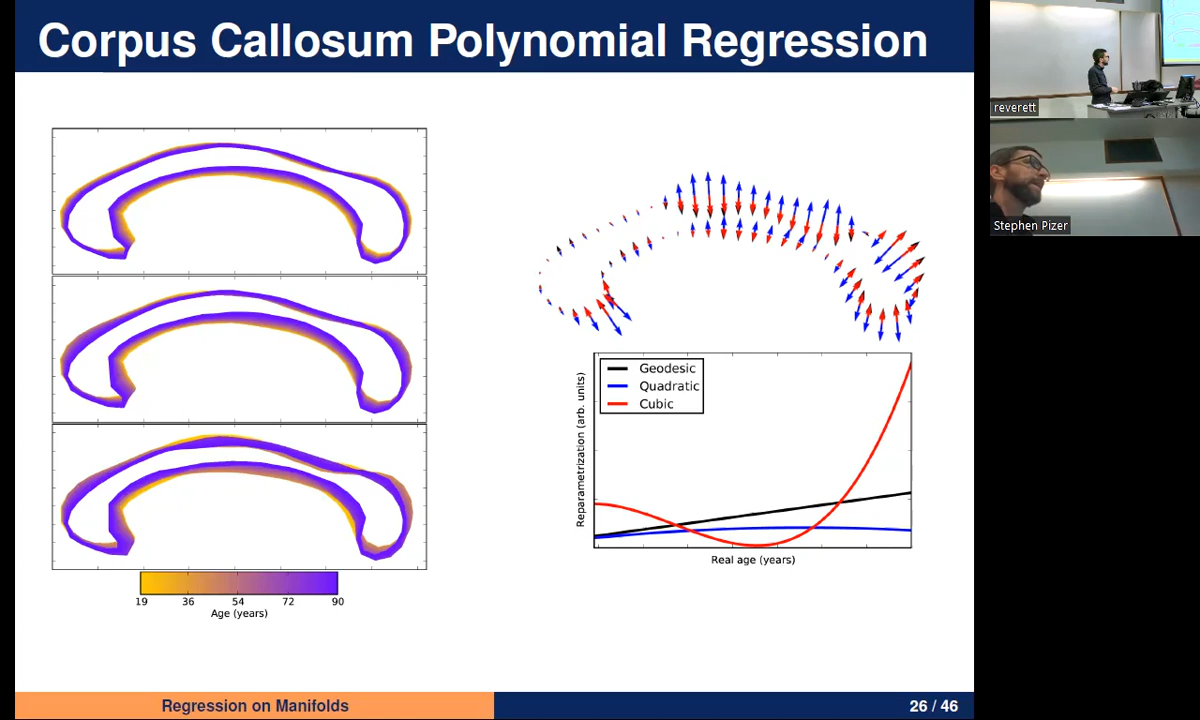 Corpus Callosum Polynomial Regression
19 36 54 72 90
Age (years)
Geodesic
Quadratic
Cubic
Reparametrization (arb. units)
Real age (years)
Regression on Manifolds
26 / 46
reverett
Stephen Pizer